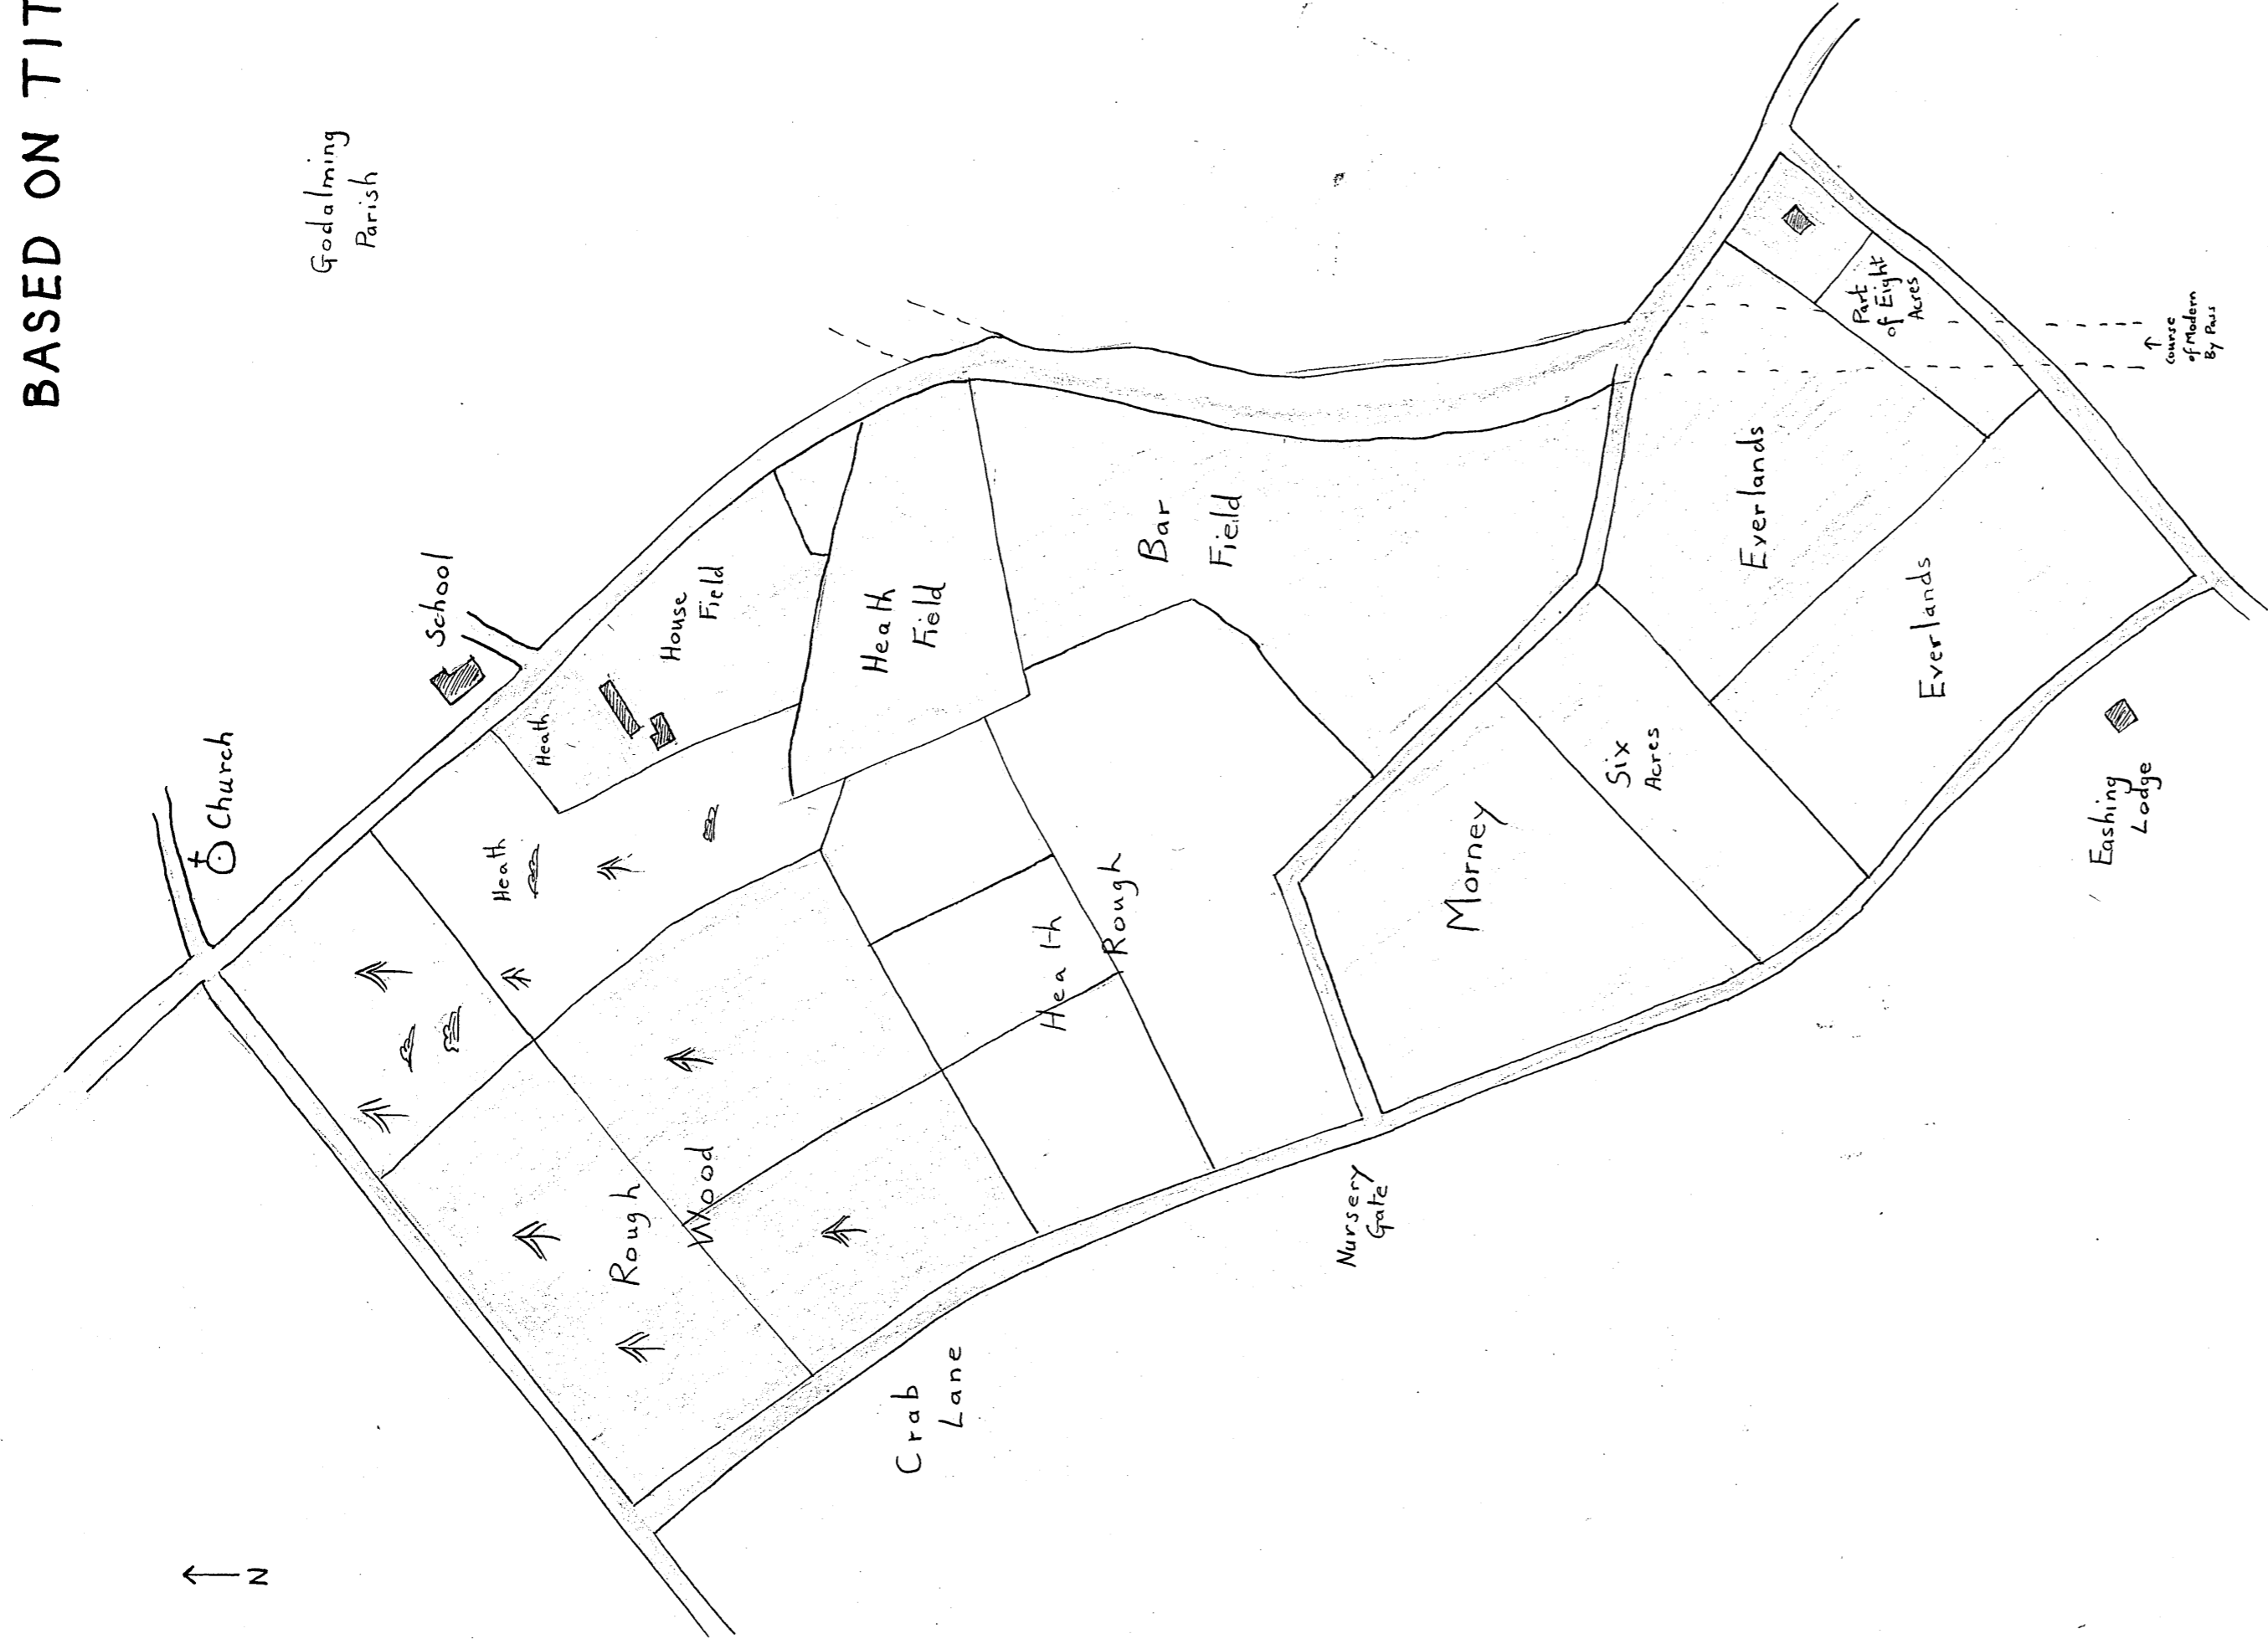 BASED ON TIT
Godalming
Parish
Church
School
Heath
House
Field
Heath
Heath
Field
Bar
Field
Rough
Wood
Heath
Rough
Crab
Lane
Nursery
Gate
Morney
Six
Acres
Everlands
Everlands
Part
of Eight
Acres
Eashing
Lodge
↑
Course
of Modern
By Pass
N